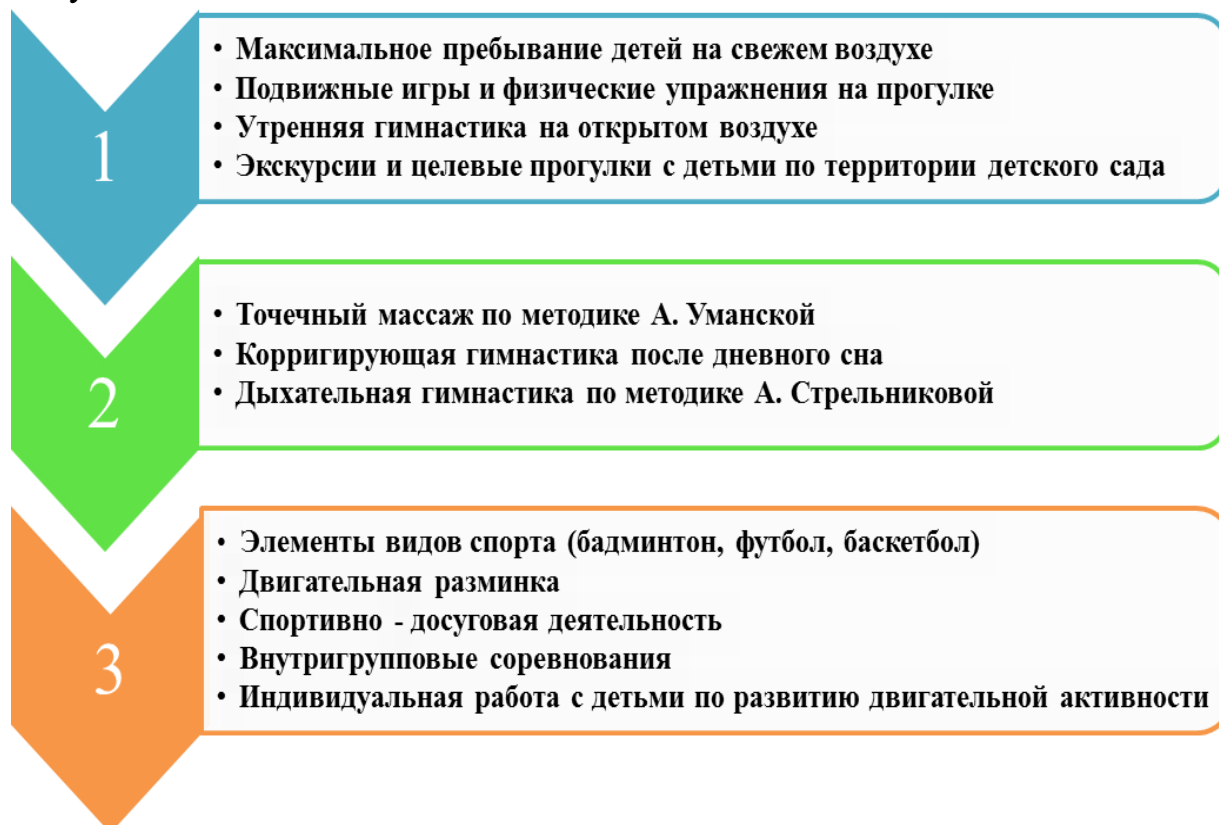 1
• Максимальное пребывание детей на свежем воздухе
• Подвижные игры и физические упражнения на прогулке
• Утренняя гимнастика на открытом воздухе
• Экскурсии и целевые прогулки с детьми по территории детского сада
2
• Точечный массаж по методике А. Уманской
• Корригирующая гимнастика после дневного сна
• Дыхательная гимнастика по методике А. Стрельниковой
3
• Элементы видов спорта (бадминтон, футбол, баскетбол)
• Двигательная разминка
• Спортивно - досуговая деятельность
• Внутригрупповые соревнования
• Индивидуальная работа с детьми по развитию двигательной активности